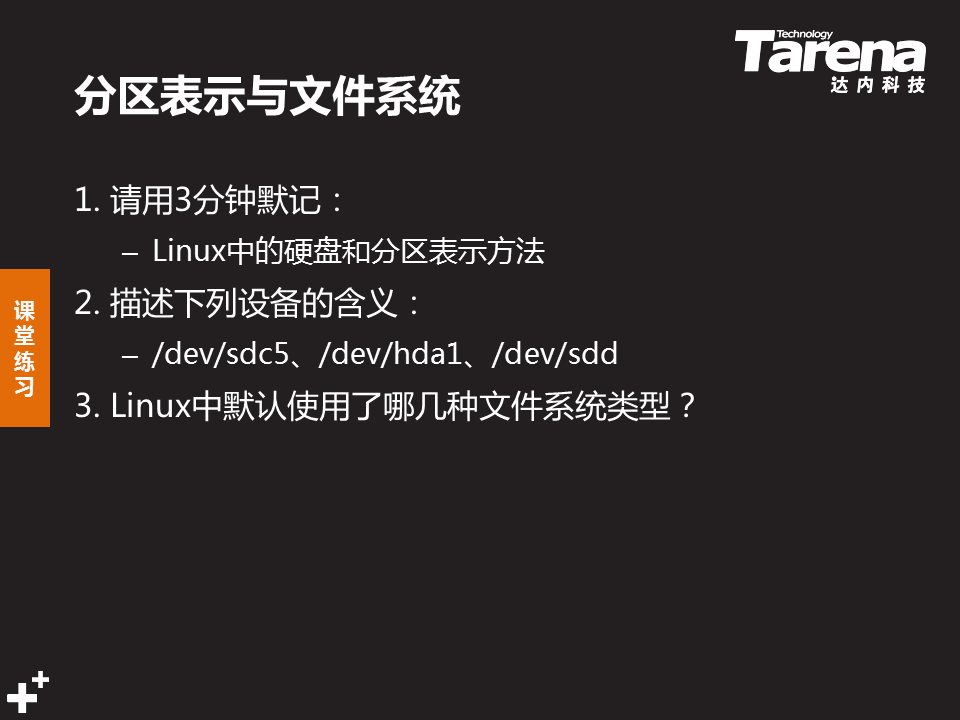 Technology
Tarena
达内科技
分区表示与文件系统
1. 请用3分钟默记：
– Linux中的硬盘和分区表示方法
2. 描述下列设备的含义：
– /dev/sdc5、/dev/hda1、/dev/sdd
3. Linux中默认使用了哪几种文件系统类型？
课
堂
练
习